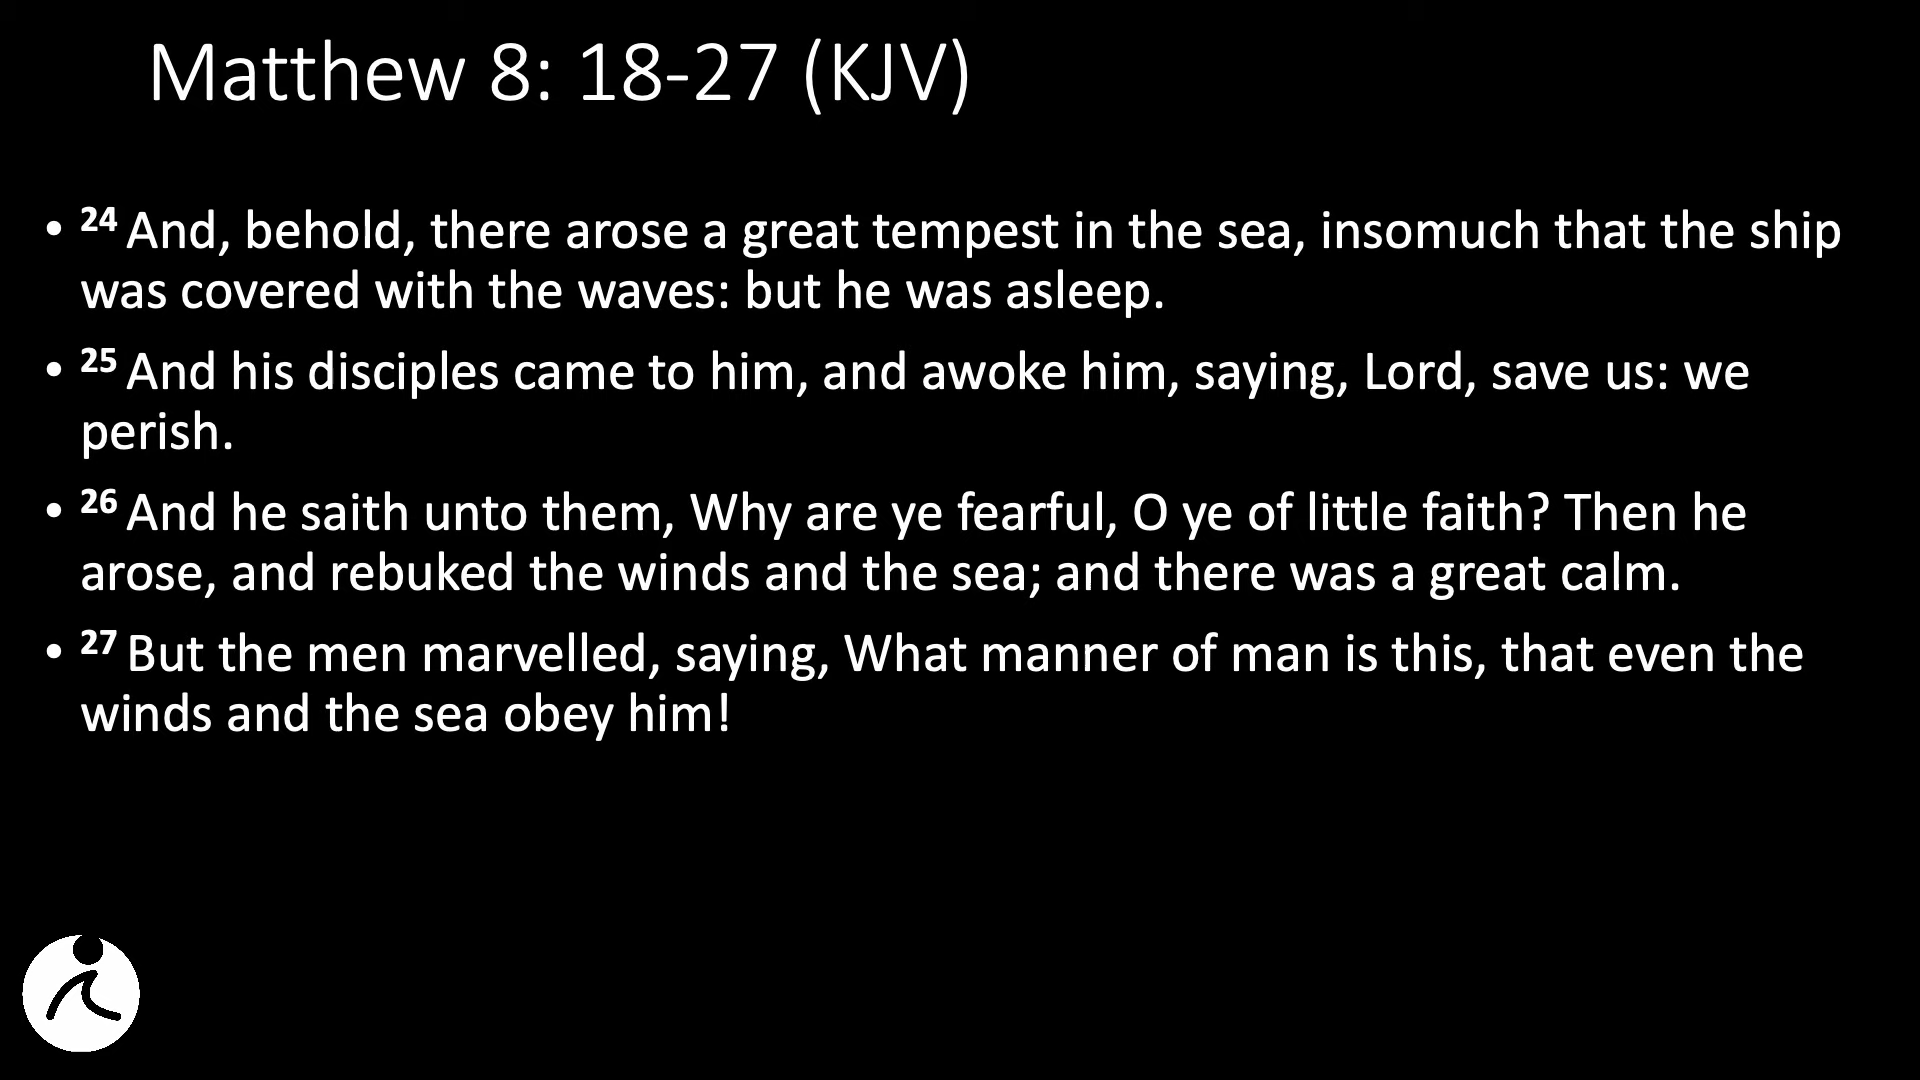 Matthew 8: 18-27 (KJV)
• 24 And, behold, there arose a great tempest in the sea, insomuch that the ship
was covered with the waves: but he was asleep.
• 25 And his disciples came to him, and awoke him, saying, Lord, save us: we
perish.
• 26 And he saith unto them, Why are ye fearful, O ye of little faith? Then he
arose, and rebuked the winds and the sea; and there was a great calm.
• 27 But the men marvelled, saying, What manner of man is this, that even the
winds and the sea obey him!